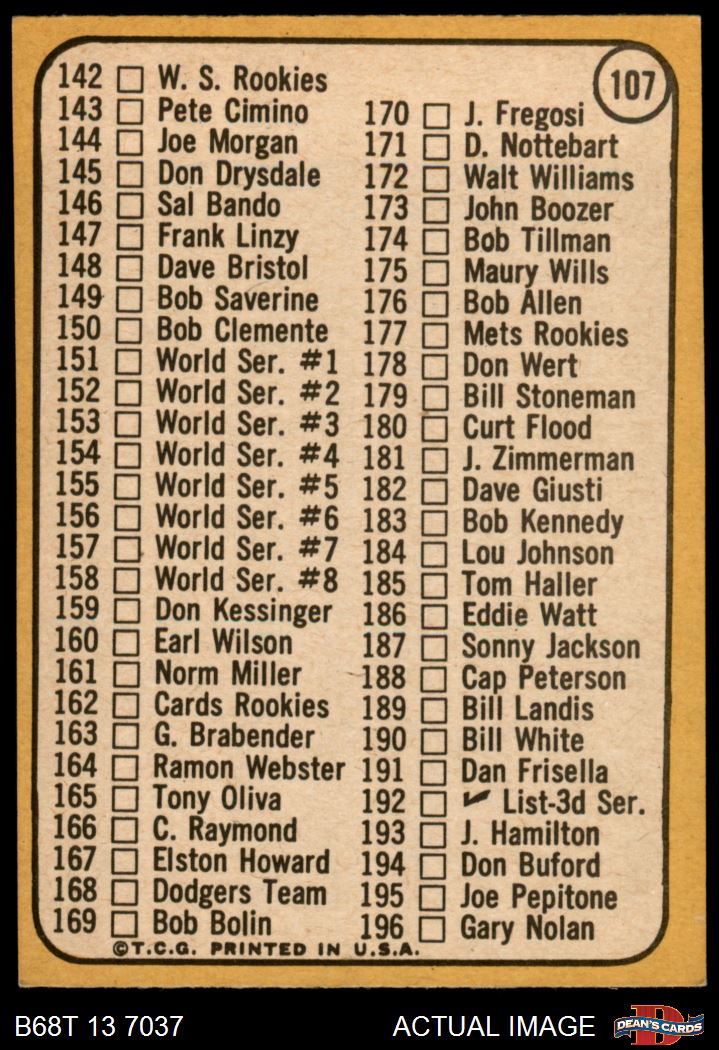 107
142 W. S. Rookies
143 Pete Cimino
144 Joe Morgan
145 Don Drysdale
146 Sal Bando
147 Frank Linzy
148 Dave Bristol
149 Bob Saverine
150 Bob Clemente
151 World Ser. #1
152 World Ser. #2
153 World Ser. #3
154 World Ser. #4
155 World Ser. #5
156 World Ser. #6
157 World Ser. #7
158 World Ser. #8
159 Don Kessinger
160 Earl Wilson
161 Norm Miller
162 Cards Rookies
163 G. Brabender
164 Ramon Webster
165 Tony Oliva
166 C. Raymond
167 Elston Howard
168 Dodgers Team
169 Bob Bolin
170 J. Fregosi
171 D. Nottebart
172 Walt Williams
173 John Boozer
174 Bob Tillman
175 Maury Wills
176 Bob Allen
177 Mets Rookies
178 Don Wert
179 Bill Stoneman
180 Curt Flood
181 J. Zimmerman
182 Dave Giusti
183 Bob Kennedy
184 Lou Johnson
185 Tom Haller
186 Eddie Watt
187 Sonny Jackson
188 Cap Peterson
189 Bill Landis
190 Bill White
191 Dan Frisella
192 ✔ List-3d Ser.
193 J. Hamilton
194 Don Buford
195 Joe Pepitone
196 Gary Nolan
©T.C.G. PRINTED IN U.S.A.
B68T 13 7037 ACTUAL IMAGE
D
DEAN'S CARDS